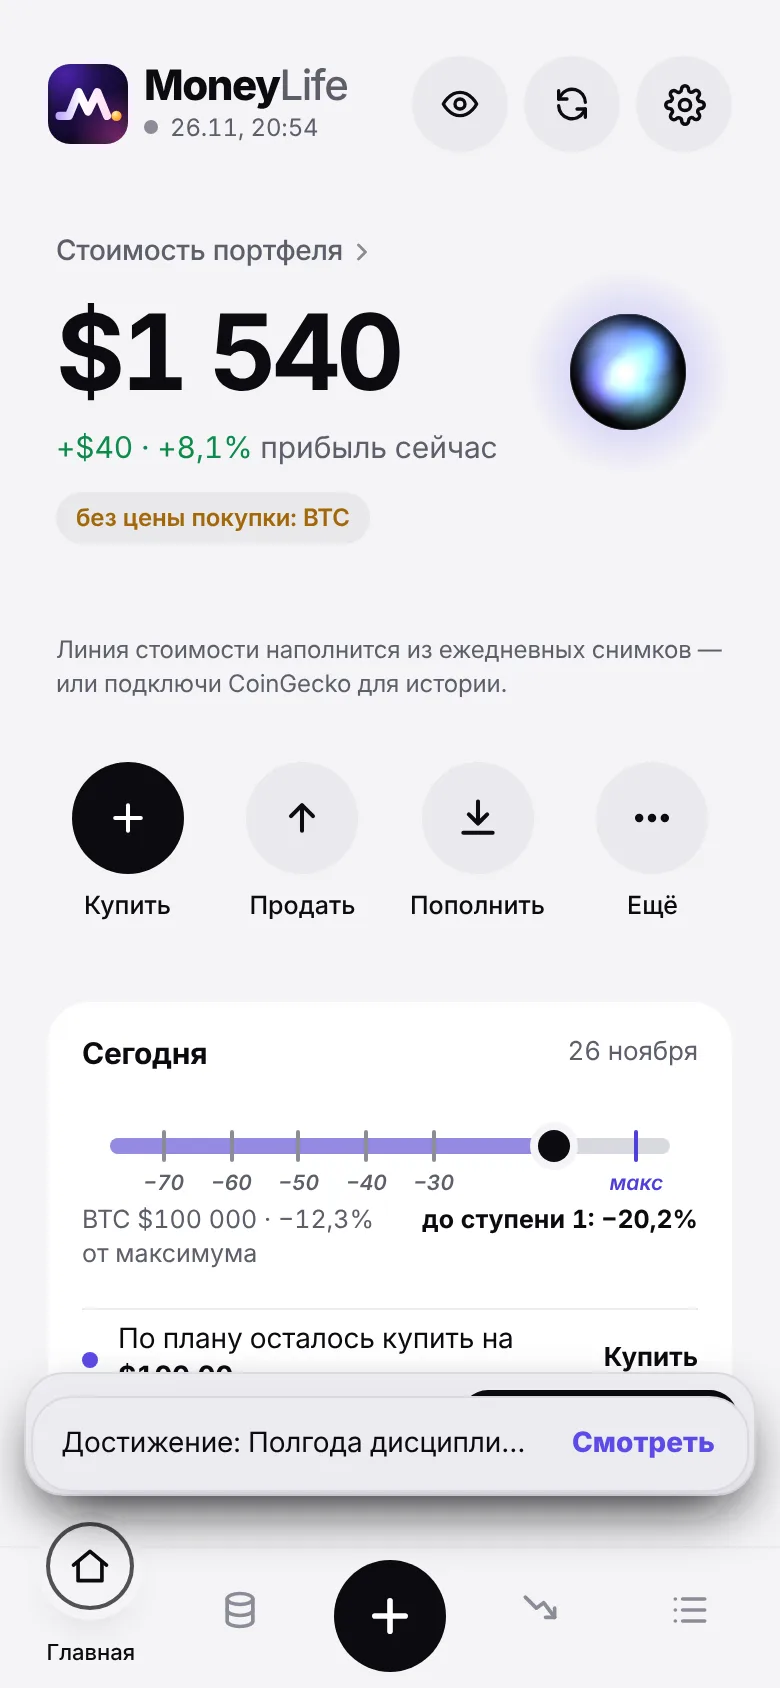 MoneyLife
26.11, 20:54
Стоимость портфеля
$1 540
+$40 · +8,1% прибыль сейчас
без цены покупки: BTC
Линия стоимости наполнится из ежедневных снимков —
или подключи CoinGecko для истории.
Купить
Продать
Пополнить
Ещё
Сегодня
26 ноября
−70
−60
−50
−40
−30
макс
BTC $100 000 · −12,3%
от максимума
до ступени 1: −20,2%
По плану осталось купить на
Купить
Достижение: Полгода дисципли...
Смотреть
Главная